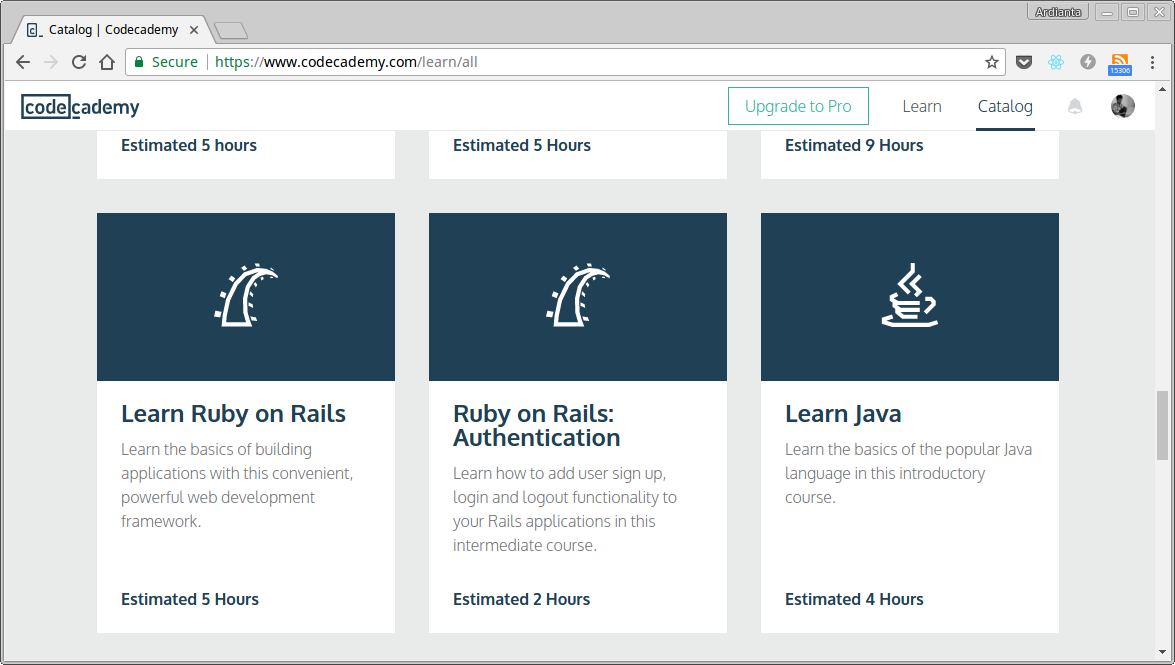 Ardianta
c_ Catalog | Codecademy
Secure https://www.codecademy.com/learn/all
15306
codecademy
Upgrade to Pro
Learn
Catalog
Estimated 5 hours
Estimated 5 Hours
Estimated 9 Hours
Learn Ruby on Rails
Learn the basics of building
applications with this convenient,
powerful web development
framework.
Estimated 5 Hours
Ruby on Rails:
Authentication
Learn how to add user sign up,
login and logout functionality to
your Rails applications in this
intermediate course.
Estimated 2 Hours
Learn Java
Learn the basics of the popular Java
language in this introductory
course.
Estimated 4 Hours